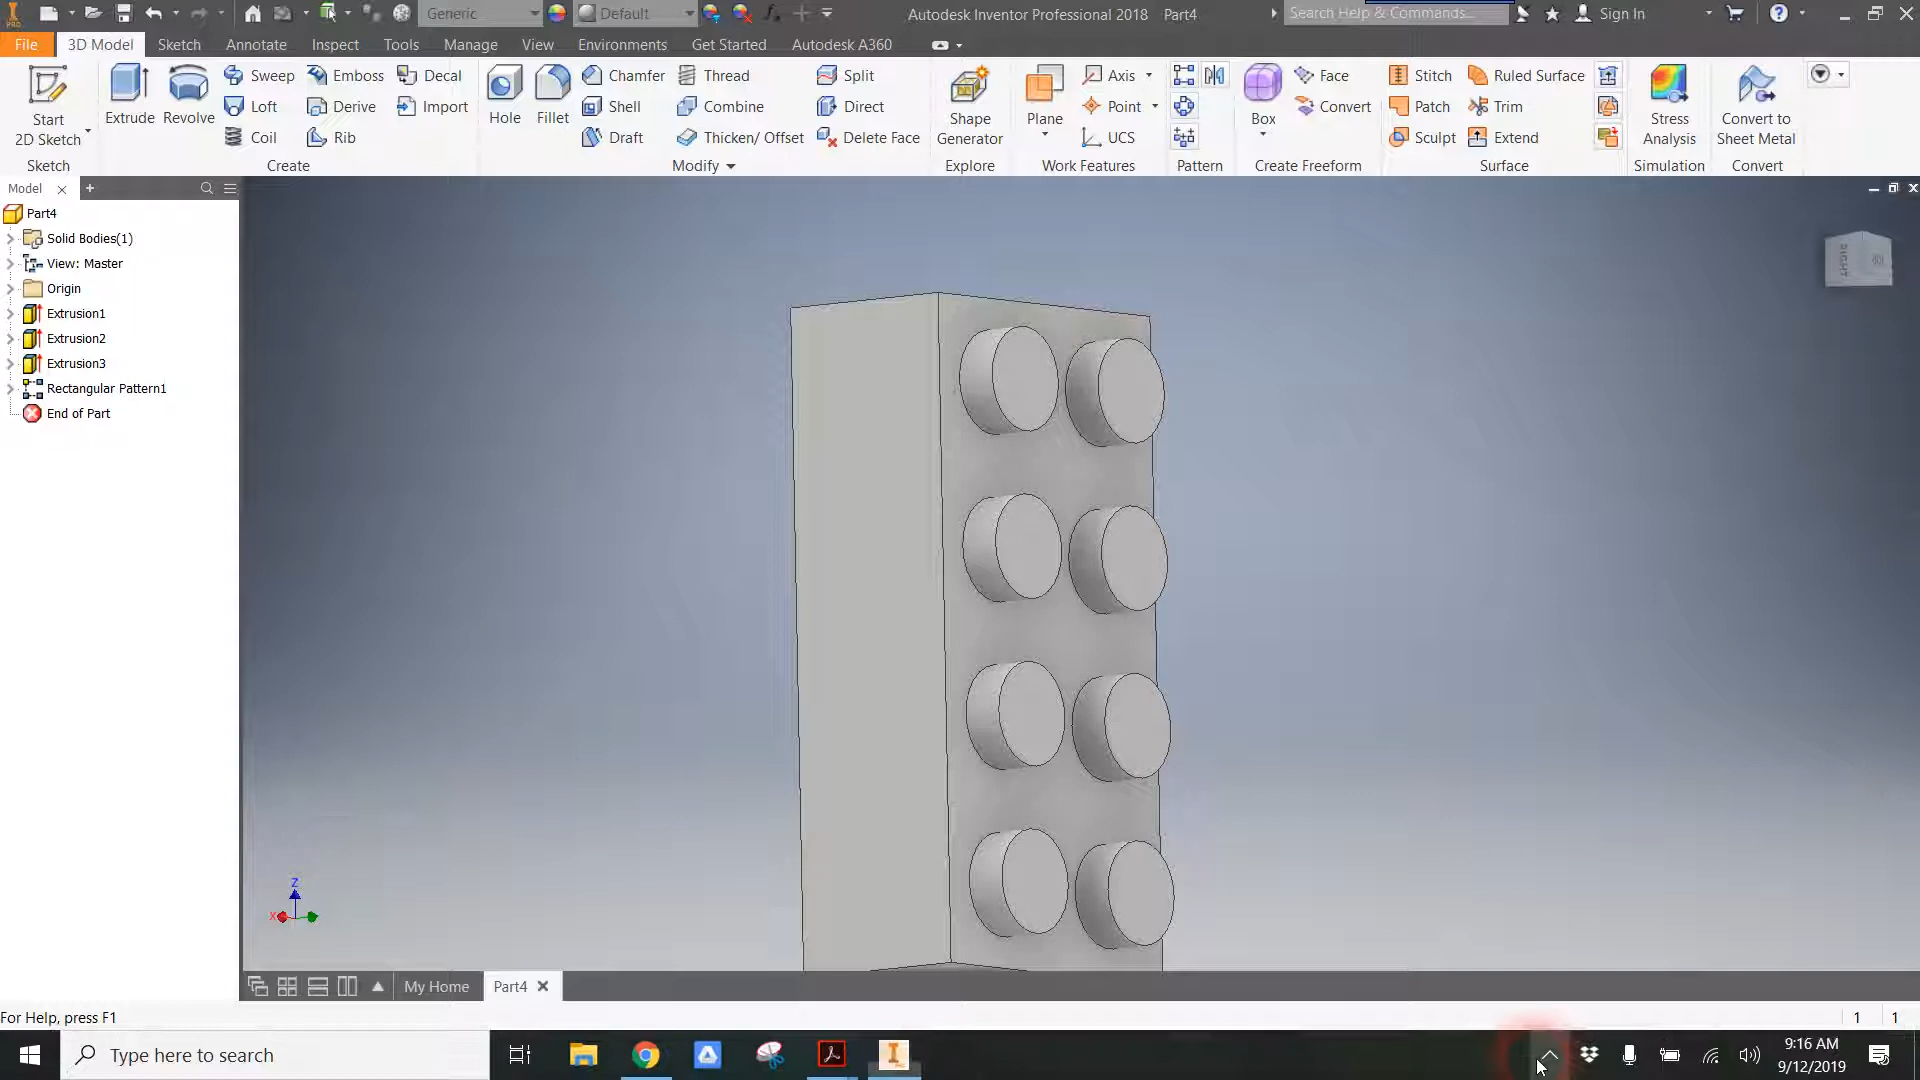 Generic
Default
Autodesk Inventor Professional 2018 Part4
Search Help & Commands...
Sign In
File 3D Model Sketch Annotate Inspect Tools Manage View Environments Get Started Autodesk A360
Start
2D Sketch
Sketch
Extrude Revolve
Sweep Emboss Decal
Loft Derive Import
Coil Rib
Create
Hole Fillet
Chamfer Thread Split
Shell Combine Direct
Draft Thicken/ Offset Delete Face
Modify
Shape
Generator
Explore
Plane
Axis
Point
UCS
Work Features
Pattern
Box
Face
Convert
Create Freeform
Stitch Ruled Surface
Patch Trim
Sculpt Extend
Surface
Stress
Analysis
Simulation
Convert to
Sheet Metal
Convert
Model
Part4
Solid Bodies(1)
View: Master
Origin
Extrusion1
Extrusion2
Extrusion3
Rectangular Pattern1
End of Part
RIGHT
Z
X
My Home Part4
For Help, press F1
1 1
Type here to search
9:16 AM
9/12/2019